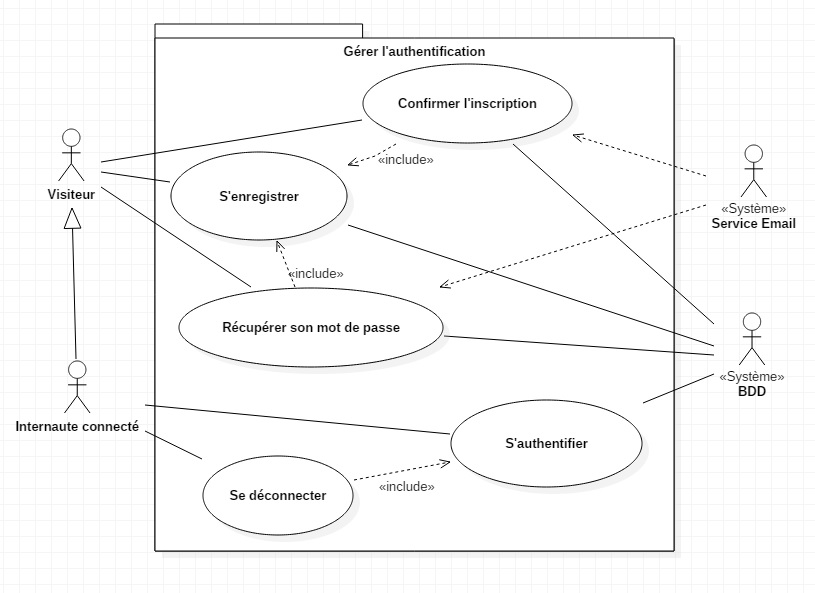 Gérer l'authentification
Confirmer l'inscription
«include»
Visiteur
S'enregistrer
«Système»
Service Email
«include»
Récupérer son mot de passe
«Système»
BDD
Internaute connecté
S'authentifier
«include»
Se déconnecter